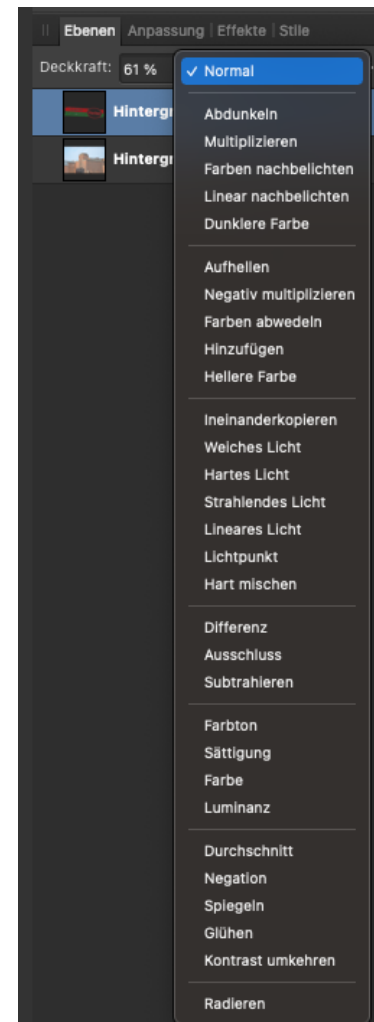 Ebenen Anpassung Effekte Stile
Deckkraft: 61 %
✓ Normal
Hintergr
Hintergr
Abdunkeln
Multiplizieren
Farben nachbelichten
Linear nachbelichten
Dunklere Farbe
Aufhellen
Negativ multiplizieren
Farben abwedeln
Hinzufügen
Hellere Farbe
Ineinanderkopieren
Weiches Licht
Hartes Licht
Strahlendes Licht
Lineares Licht
Lichtpunkt
Hart mischen
Differenz
Ausschluss
Subtrahieren
Farbton
Sättigung
Farbe
Luminanz
Durchschnitt
Negation
Spiegeln
Glühen
Kontrast umkehren
Radieren